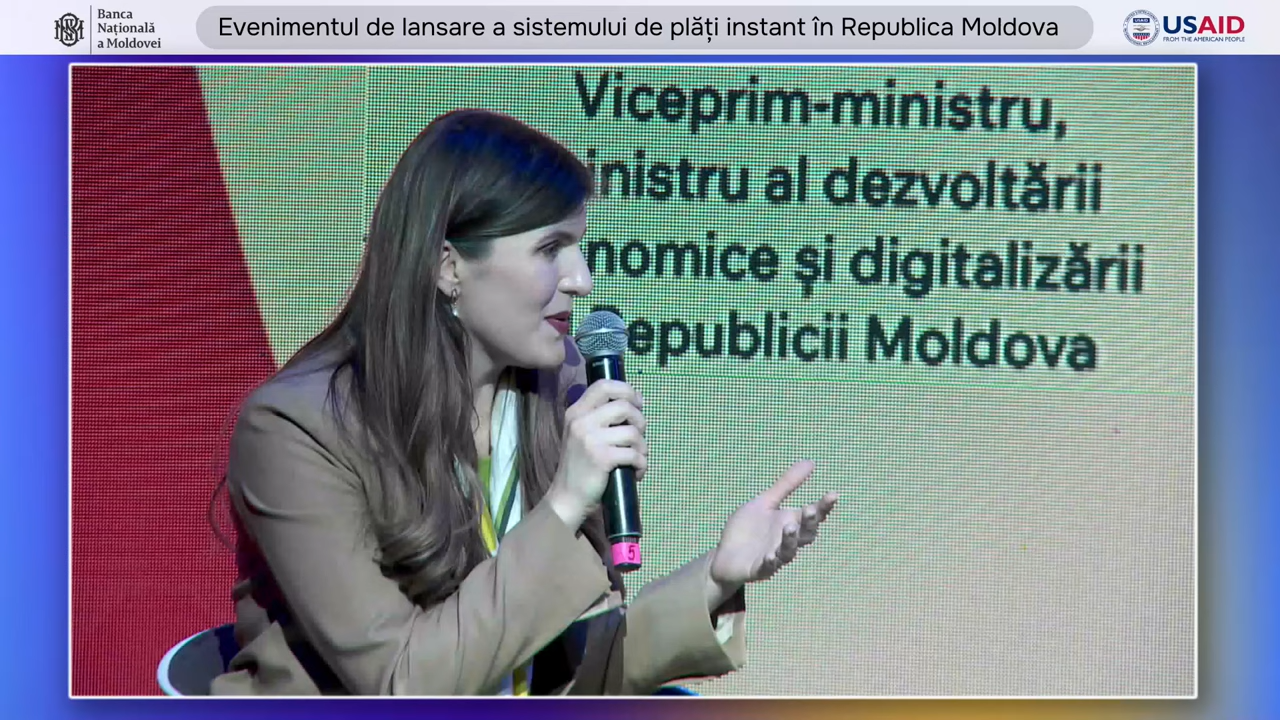 Banca
Națională
a Moldovei
Evenimentul de lansare a sistemului de plăți instant în Republica Moldova
USAID
FROM THE AMERICAN PEOPLE
Viceprim-ministru,
inistru al dezvoltării
nomice și digitalizării
Republicii Moldova
5